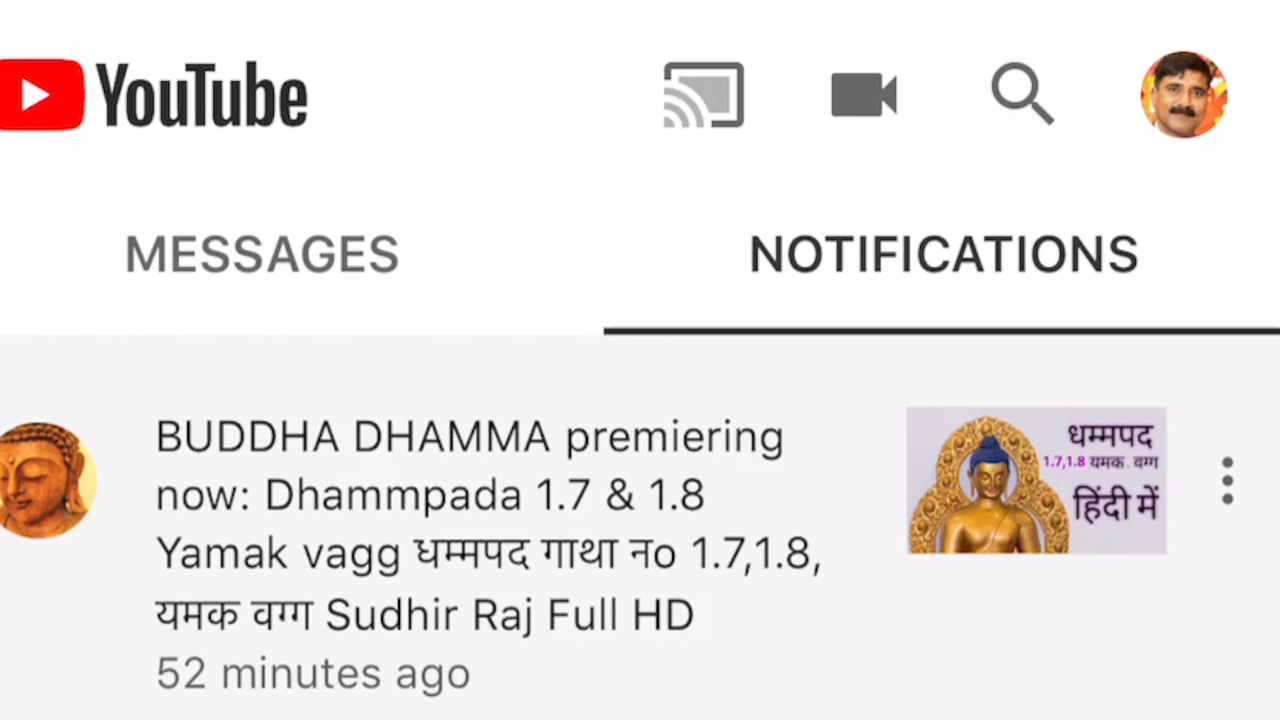 YouTube
MESSAGES
NOTIFICATIONS
BUDDHA DHAMMA premiering
now: Dhammpada 1.7 & 1.8
Yamak vagg धम्मपद गाथा नo 1.7,1.8,
यमक वग्ग Sudhir Raj Full HD
52 minutes ago
धम्मपद
1.7,1.8 यमक . वग्ग
हिंदी में